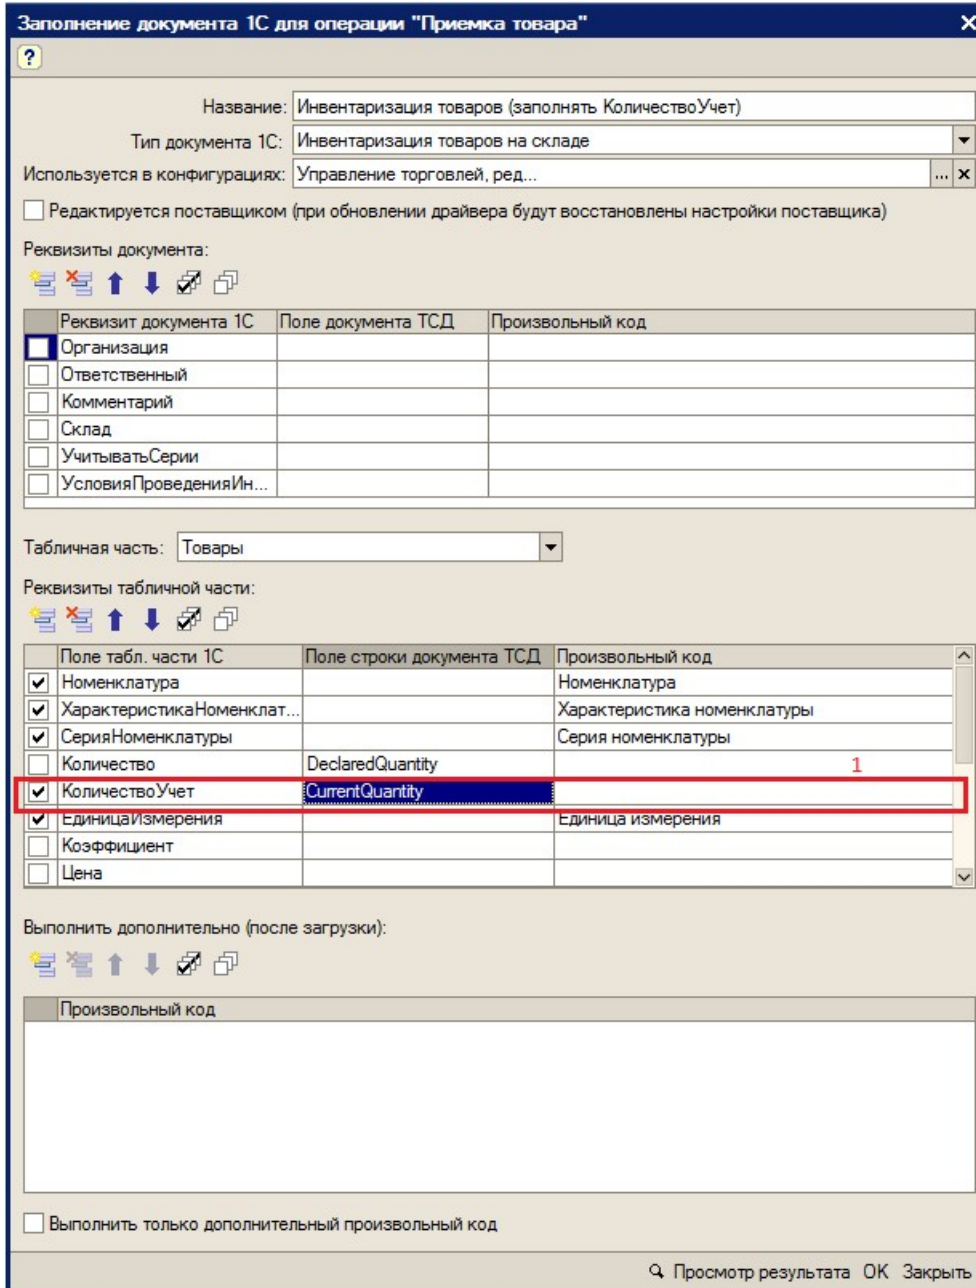 Заполнение документа 1С для операции "Приемка товара"
?
Название: Инвентаризация товаров (заполнять КоличествоУчет)
Тип документа 1С: Инвентаризация товаров на складе
Используется в конфигурациях: Управление торговлей, ред... ... x
Редактируется поставщиком (при обновлении драйвера будут восстановлены настройки поставщика)
Реквизиты документа:
Реквизит документа 1С Поле документа ТСД Произвольный код
Организация
Ответственный
Комментарий
Склад
УчитыватьСерии
УсловияПроведенияИн...
Табличная часть: Товары
Реквизиты табличной части:
Поле табл. части 1С Поле строки документа ТСД Произвольный код
Номенклатура Номенклатура
ХарактеристикаНоменклат... Характеристика номенклатуры
СерияНоменклатуры Серия номенклатуры
Количество DeclaredQuantity 1
КоличествоУчет CurrentQuantity
ЕдиницаИзмерения Единица измерения
Коэффициент
Цена
Выполнить дополнительно (после загрузки):
Произвольный код
Выполнить только дополнительный произвольный код
Просмотр результата OK Закрыть